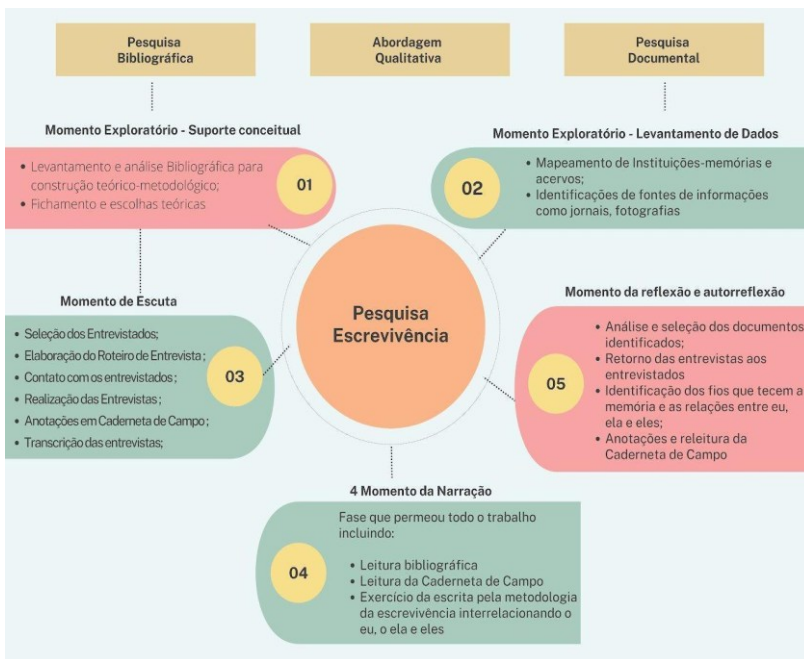 Pesquisa
Bibliográfica
Abordagem
Qualitativa
Pesquisa
Documental
Momento Exploratório - Suporte conceitual
• Levantamento e análise Bibliográfica para
construção teórico-metodológico;
• Fichamento e escolhas teóricas
01
Momento Exploratório - Levantamento de Dados
02
• Mapeamento de Instituições-memórias e
acervos;
• Identificações de fontes de informações
como jornais, fotografias
Pesquisa
Escrevivência
Momento de Escuta
• Seleção dos Entrevistados;
• Elaboração do Roteiro de Entrevista;
• Contato com os entrevistados;
• Realização das Entrevistas;
• Anotações em Caderneta de Campo;
• Transcrição das entrevistas;
03
Momento da reflexão e autorreflexão
05
• Análise e seleção dos documentos
identificados;
• Retorno das entrevistas aos
entrevistados
• Identificação dos fios que tecem a
memória e as relações entre eu,
ela e eles;
• Anotações e releitura da
Caderneta de Campo
4 Momento da Narração
04
Fase que permeou todo o trabalho
incluindo:
• Leitura bibliográfica
• Leitura da Caderneta de Campo
• Exercício da escrita pela metodologia
da escrevivência interrelacionando o
eu, o ela e eles